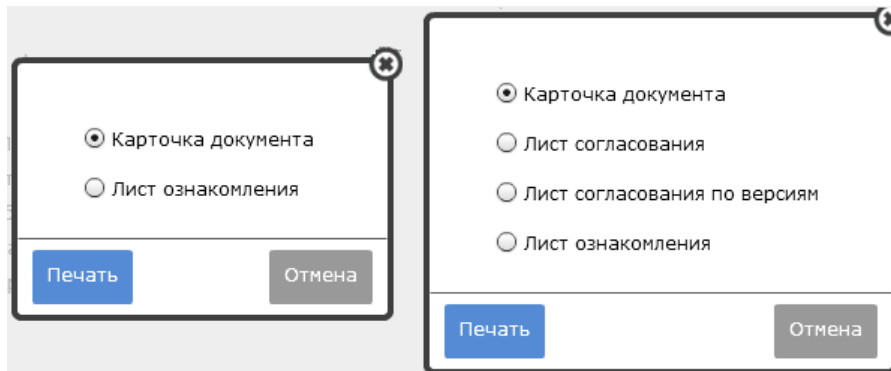 Карточка документа
Лист ознакомления
Печать
Отмена
Карточка документа
Лист согласования
Лист согласования по версиям
Лист ознакомления
Печать
Отмена